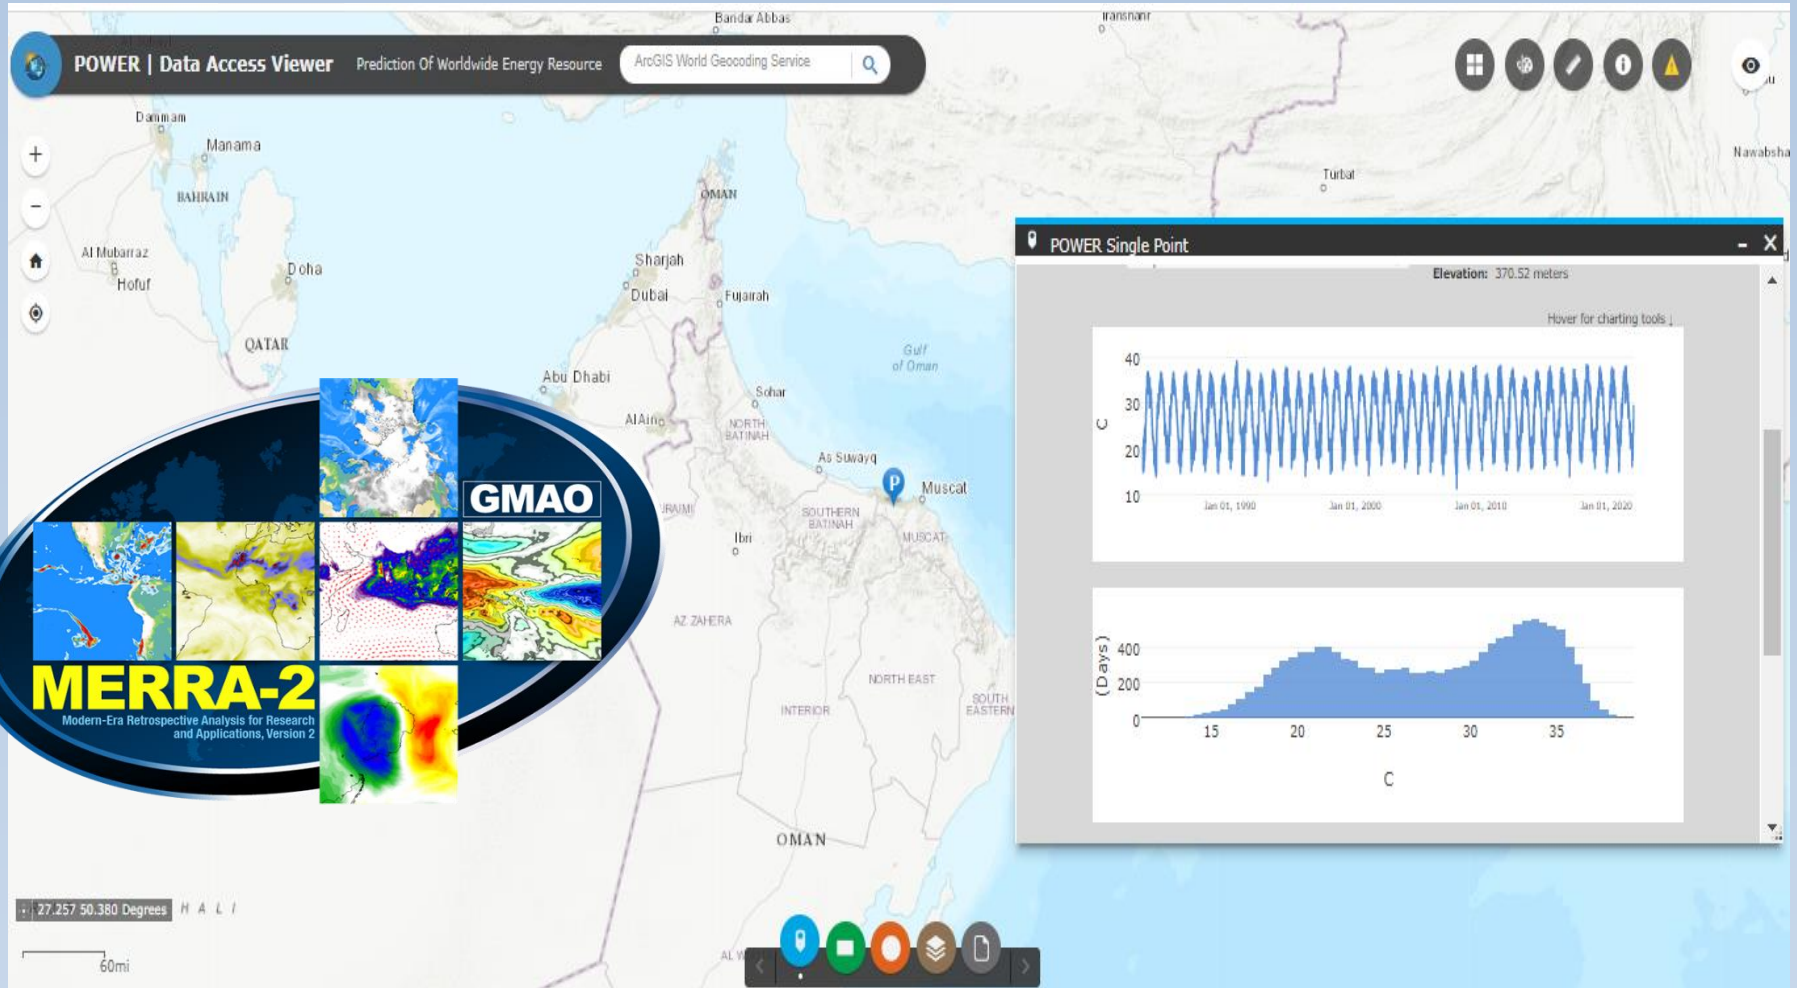 Bandar Abbas
Iranshahr
POWER | Data Access Viewer
Prediction Of Worldwide Energy Resource
ArcGIS World Geocoding Service
Dammam
Manama
BAHRAIN
Turbat
Nawabsha
OMAN
Al Mubarraz
Hofuf
Doha
QATAR
Sharjah
Dubai
Fujairah
Gulf
of Oman
Abu Dhabi
Sohar
Al Ain
NORTH
BATINAH
As Suwayq
P
Muscat
SOUTHERN
BATINAH
MUSCAT
Ibri
AZ ZAHERA
NORTH EAST
INTERIOR
SOUTH
EASTERN
OMAN
POWER Single Point
Elevation: 370.52 meters
Hover for charting tools ↓
40
30
20
10
C
Jan 01, 1990
Jan 01, 2000
Jan 01, 2010
Jan 01, 2020
(Days)
400
200
0
15
20
25
30
35
C
GMAO
MERRA-2
Modern-Era Retrospective Analysis for Research
and Applications, Version 2
27.257 50.380 Degrees
H A L I
60mi
AL W